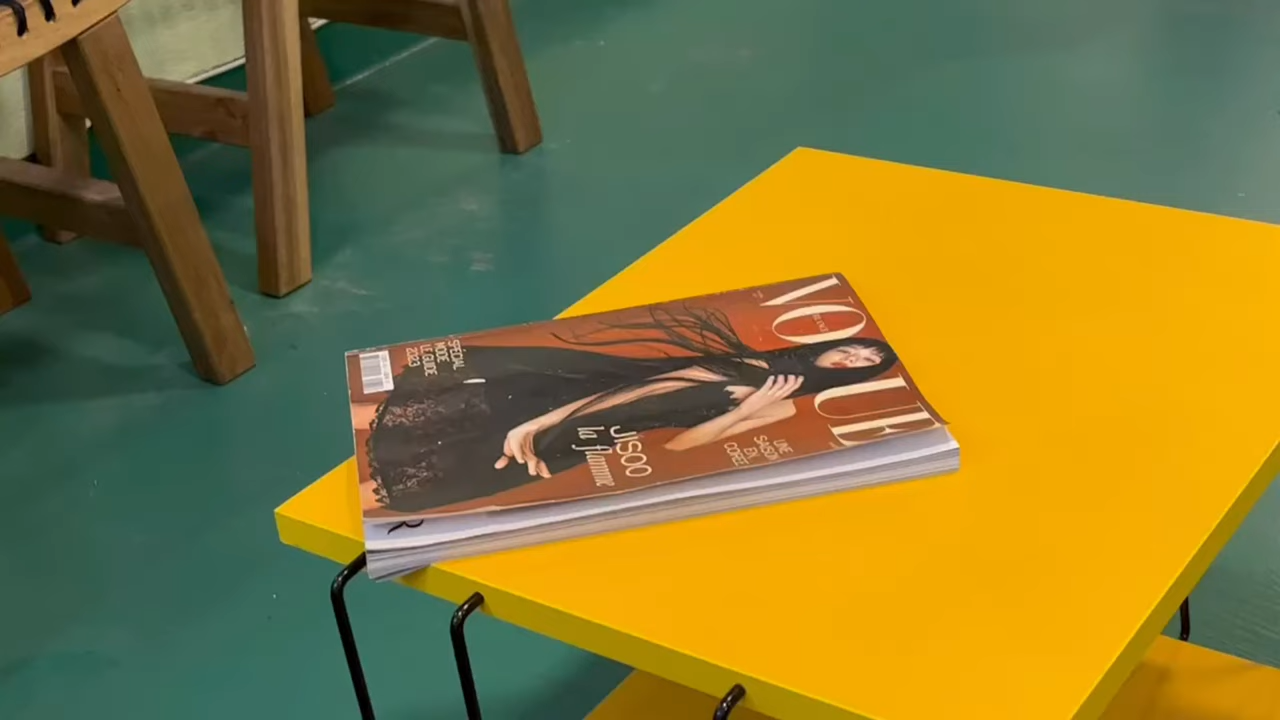 VOGUE
SPÉCIAL
MODE
LE GUIDE
2023
JISOO
la flamme
UNE
SAISON
EN
CORÉE